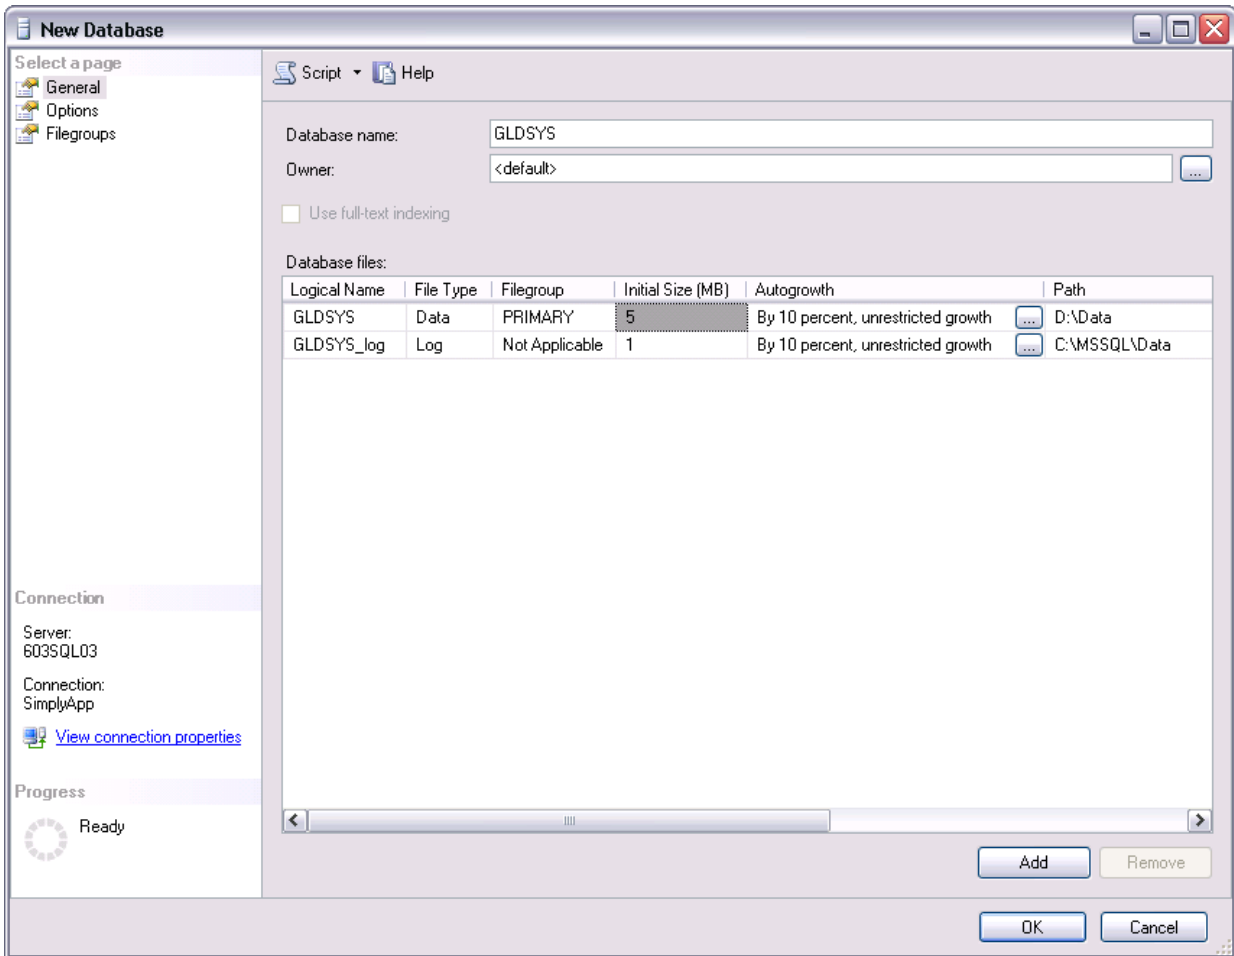 New Database
Select a page
General
Options
Filegroups
Script Help
Database name: GLDSYS
Owner: <default> ...
Use full-text indexing
Database files:
Logical Name File Type Filegroup Initial Size (MB) Autogrowth Path
GLDSYS Data PRIMARY 5 By 10 percent, unrestricted growth ... D:\Data
GLDSYS_log Log Not Applicable 1 By 10 percent, unrestricted growth ... C:\MSSQL\Data
Connection
Server:
603SQL03
Connection:
SimplyApp
View connection properties
Progress
Ready
Add Remove
OK Cancel